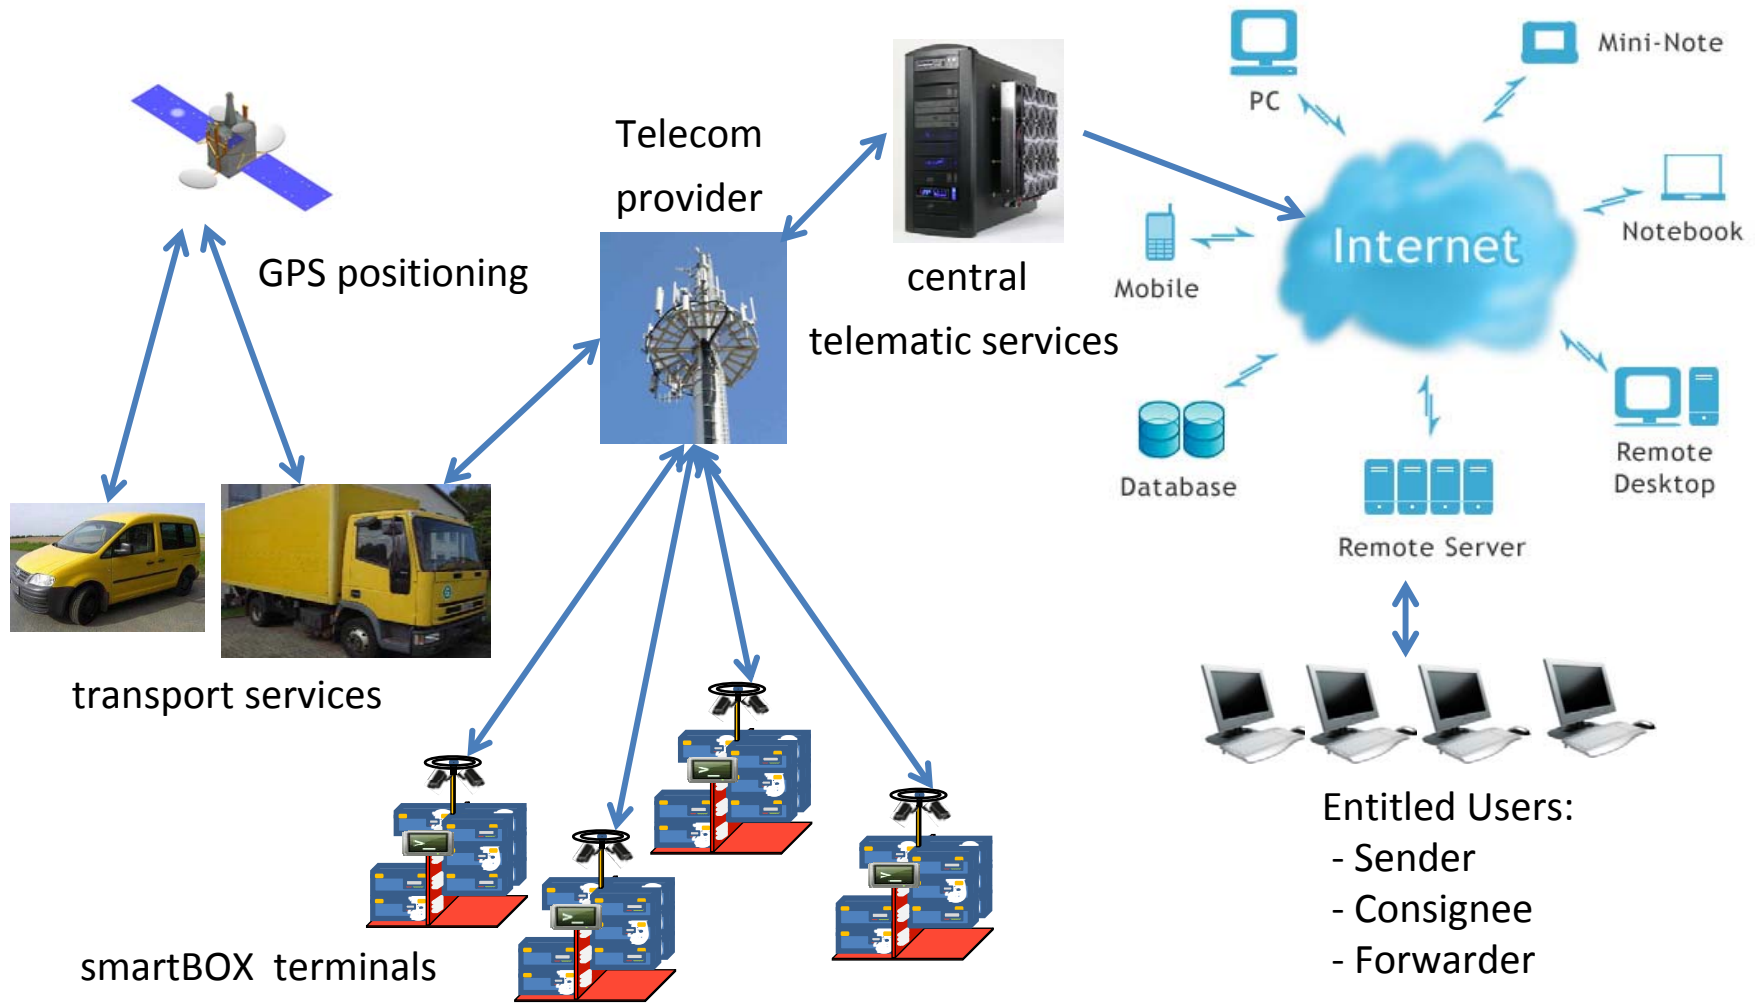 Telecom
provider
GPS positioning
central
telematic services
transport services
smartBOX terminals
>_
>_
>_
>_
PC
Mini-Note
Internet
Notebook
Mobile
Database
Remote
Desktop
Remote Server
Entitled Users:
- Sender
- Consignee
- Forwarder